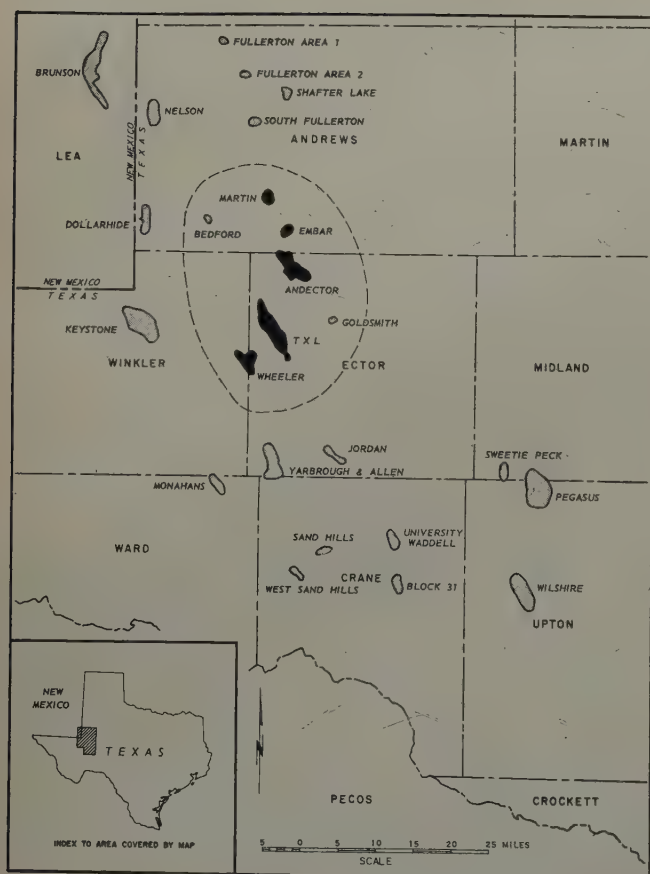 FULLERTON AREA 1
BRUNSON
FULLERTON AREA 2
SHAFTER LAKE
NELSON
SOUTH FULLERTON
ANDREWS
MARTIN
LEA
NEW MEXICO
TEXAS
MARTIN
DOLLARHIDE
BEDFORD
EMBAR
ANDECTOR
NEW MEXICO
TEXAS
KEYSTONE
GOLDSMITH
TXL
WINKLER
ECTOR
MIDLAND
WHEELER
JORDAN
SWEETIE PECK
YARBROUGH & ALLEN
MONAHANS
PEGASUS
WARD
SAND HILLS
UNIVERSITY
WADDELL
WEST SAND HILLS
CRANE
BLOCK 31
WILSHIRE
UPTON
NEW
MEXICO
TEXAS
N
PECOS
CROCKETT
INDEX TO AREA COVERED BY MAP
5 0 5 10 15 20 25 MILES
SCALE